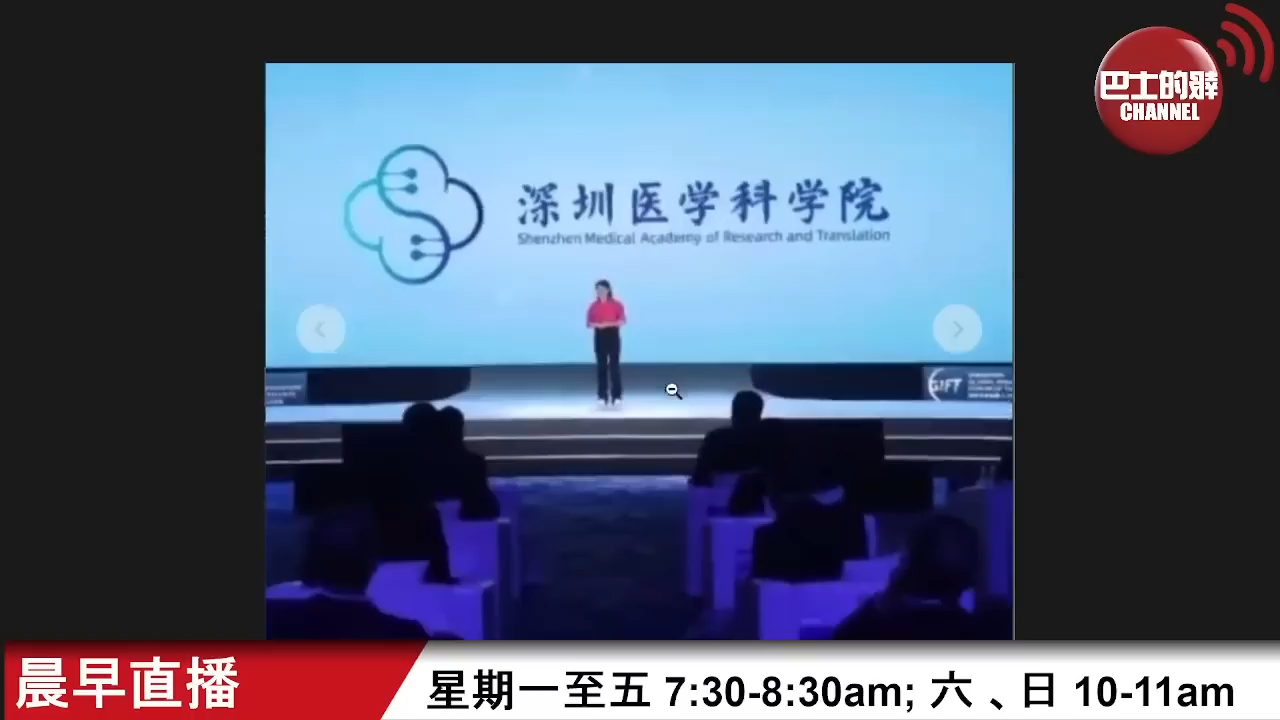 巴士的報
CHANNEL
深圳医学科学院
Shenzhen Medical Academy of Research and Translation
GIFT
晨早直播
星期一至五 7:30-8:30am; 六、日 10-11am